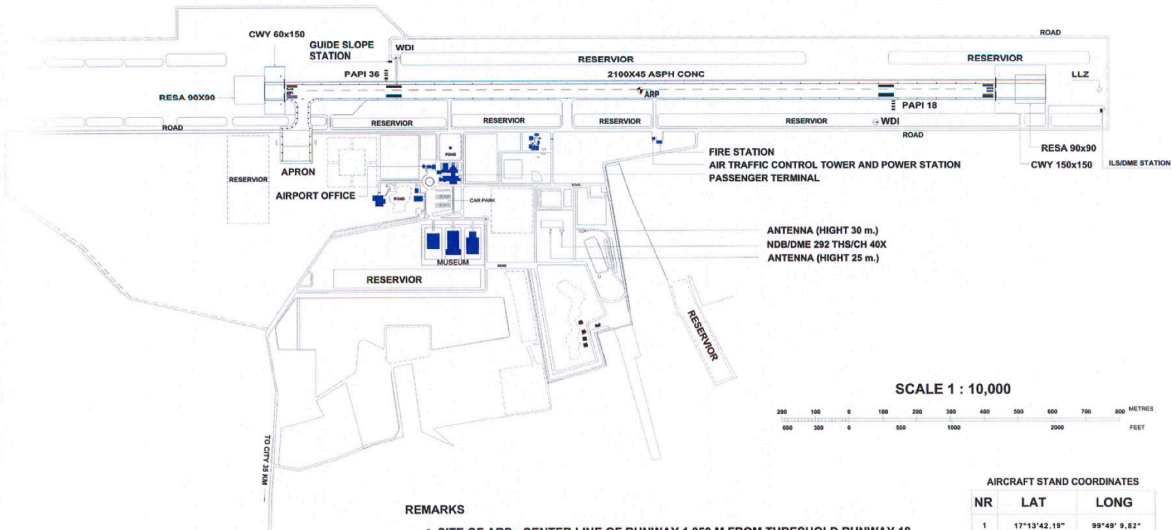 ROAD
CWY 60x150
GUIDE SLOPE
STATION
WDI
RESERVIOR
RESERVIOR
PAPI 36
2100X45 ASPH CONC
LLZ
RESA 90X90
ARP
PAPI 18
ROAD
RESERVIOR
RESERVIOR
RESERVIOR
RESERVIOR
WDI
ROAD
RESA 90x90
CWY 150x150
ILS/DME STATION
APRON
FIRE STATION
AIR TRAFFIC CONTROL TOWER AND POWER STATION
PASSENGER TERMINAL
RESERVIOR
AIRPORT OFFICE
POND
POND
CAR PARK
ROAD
ANTENNA (HIGHT 30 m.)
NDB/DME 292 THS/CH 40X
ANTENNA (HIGHT 25 m.)
MUSEUM
ROAD
RESERVIOR
RESERVIOR
SCALE 1 : 10,000
200 100 0 100 200 300 400 500 600 700 800 METRES
600 300 0 500 1000 2000 FEET
TO CITY 35 KM
AIRCRAFT STAND COORDINATES
NR LAT LONG
1 17°13'42.19" 99°49' 9.82"
REMARKS